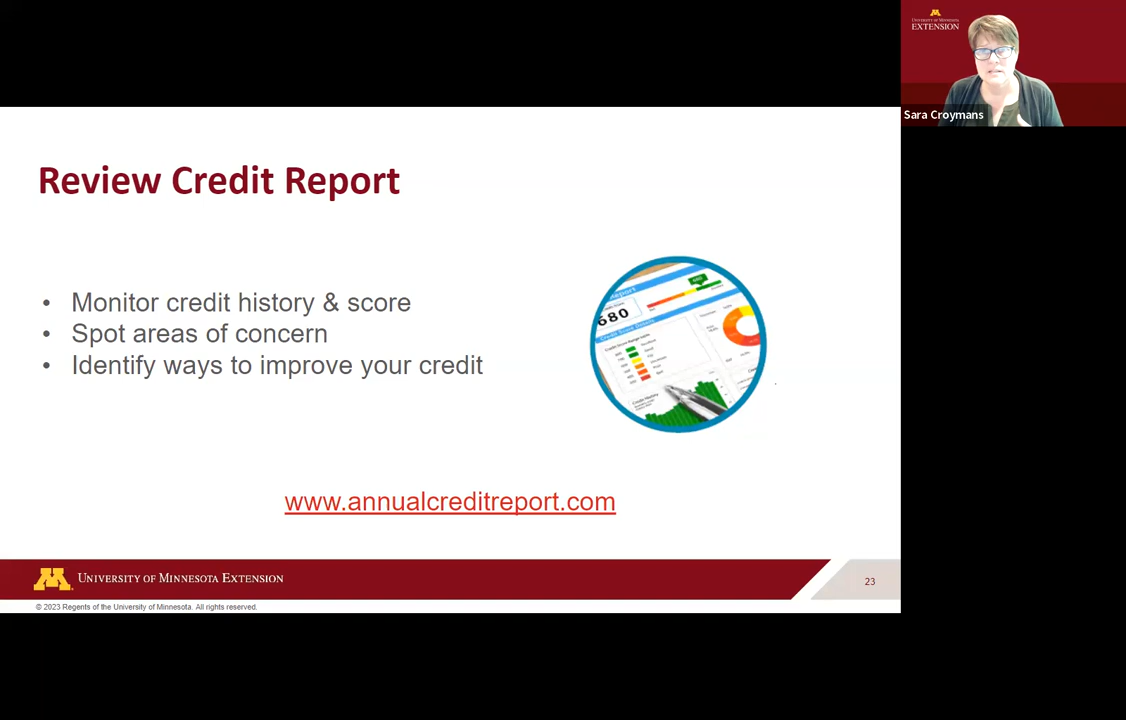 UNIVERSITY OF MINNESOTA
EXTENSION
Sara Croymans
Review Credit Report
• Monitor credit history & score
• Spot areas of concern
• Identify ways to improve your credit
680
www.annualcreditreport.com
UNIVERSITY OF MINNESOTA EXTENSION
23
© 2023 Regents of the University of Minnesota. All rights reserved.